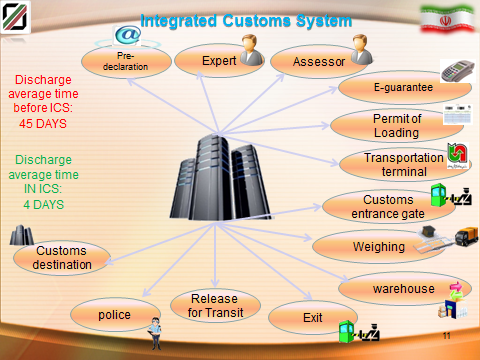 Integrated Customs System
Pre-
declaration
Expert
Assessor
E-guarantee
Permit of
Loading
Transportation
terminal
Customs
entrance gate
Weighing
warehouse
Exit
Release
for Transit
police
Customs
destination
Discharge
average time
before ICS:
45 DAYS
Discharge
average time
IN ICS:
4 DAYS
11